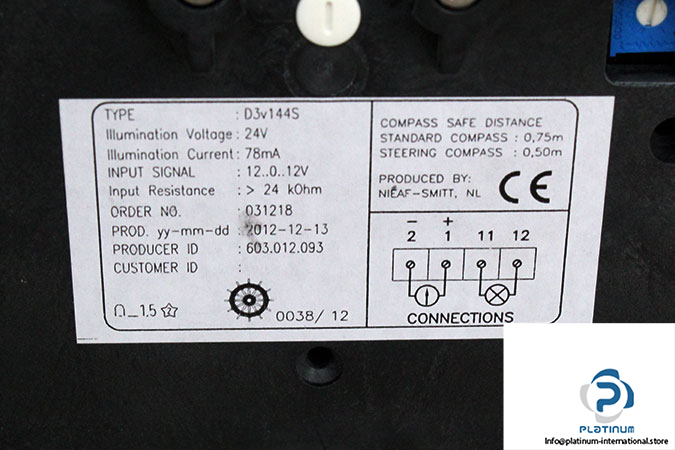 TYPE : D3v144S
Illumination Voltage : 24V
Illumination Current : 78mA
INPUT SIGNAL : 12..0..12V
Input Resistance : > 24 kOhm
ORDER NO. : 031218
PROD. yy-mm-dd : 2012-12-13
PRODUCER ID : 603.012.093
CUSTOMER ID :
1.5
0038/ 12
COMPASS SAFE DISTANCE
STANDARD COMPASS : 0,75m
STEERING COMPASS : 0,50m
PRODUCED BY:
NIEAF-SMITT, NL
CE
− +
2 1 11 12
CONNECTIONS
PLATINUM
Info@platinum-international.store